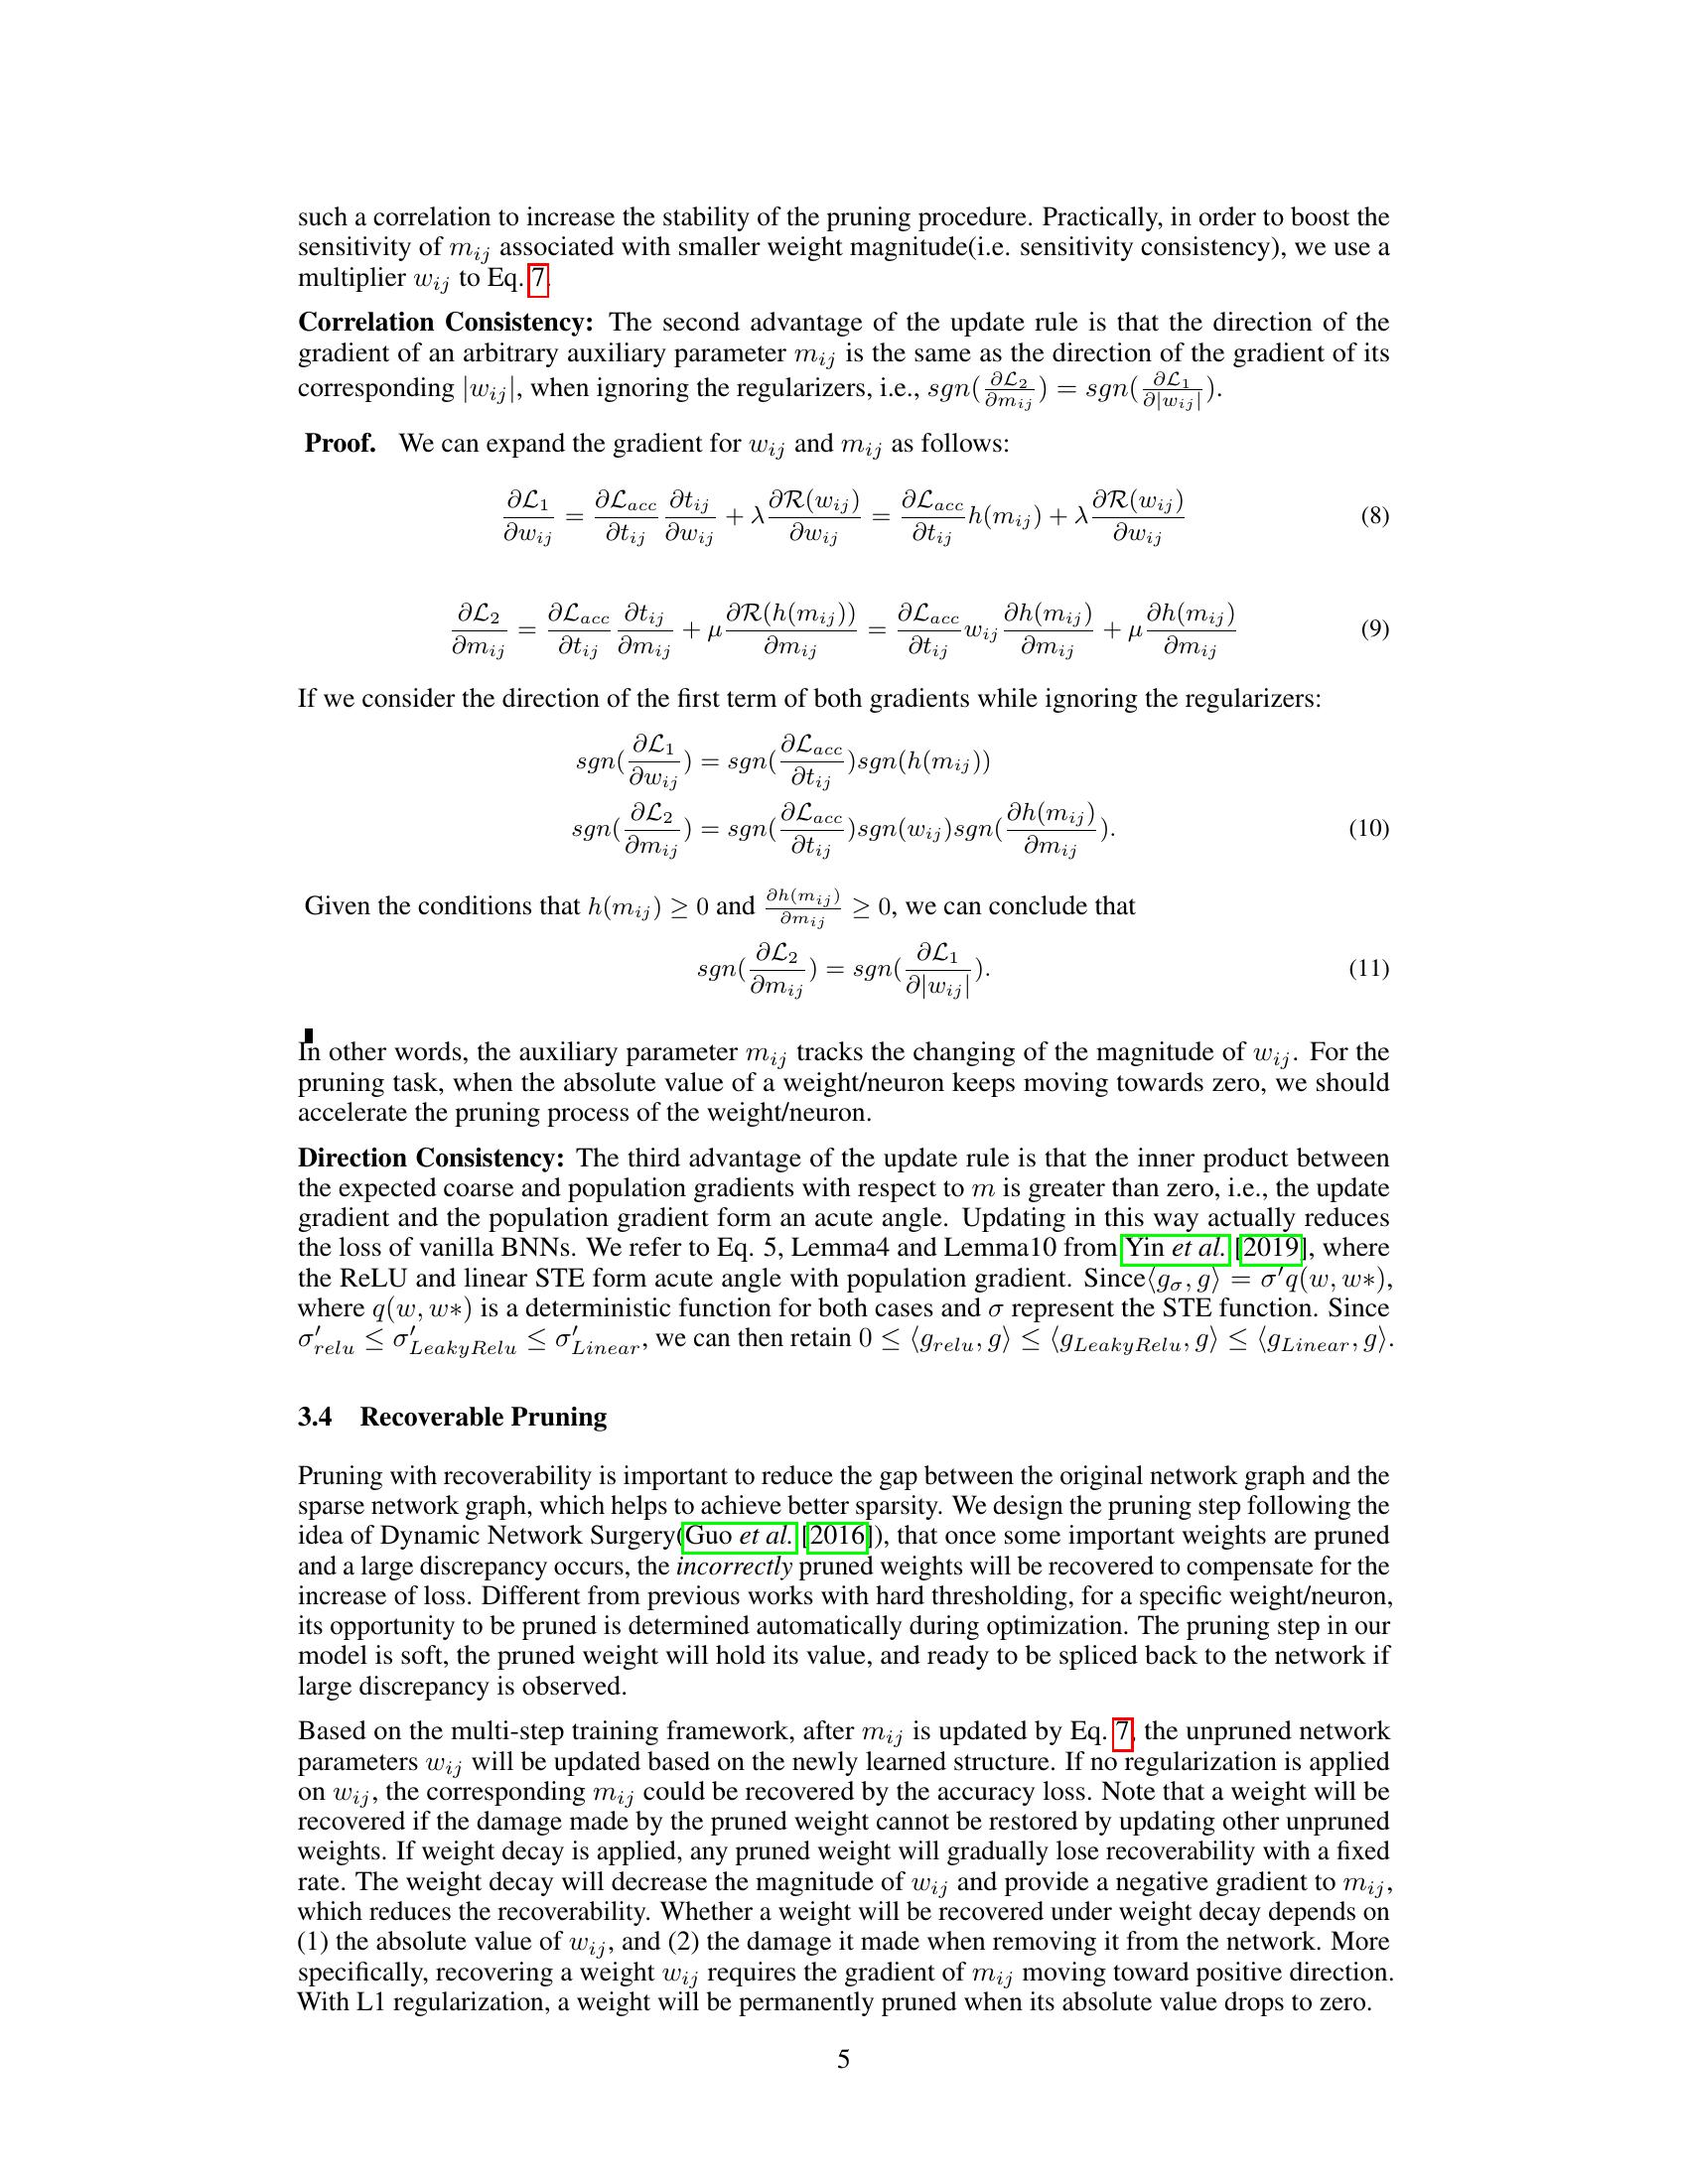 such a correlation to increase the stability of the pruning procedure. Practically, in order to boost the
sensitivity of $m_{ij}$ associated with smaller weight magnitude(i.e. sensitivity consistency), we use a
multiplier $w_{ij}$ to Eq. 7.
Correlation Consistency: The second advantage of the update rule is that the direction of the
gradient of an arbitrary auxiliary parameter $m_{ij}$ is the same as the direction of the gradient of its
corresponding $|w_{ij}|$, when ignoring the regularizers, i.e., $sgn(\frac{\partial \mathcal{L}_2}{\partial m_{ij}}) = sgn(\frac{\partial \mathcal{L}_1}{\partial |w_{ij}|})$.
Proof. We can expand the gradient for $w_{ij}$ and $m_{ij}$ as follows:
$\frac{\partial \mathcal{L}_1}{\partial w_{ij}} = \frac{\partial \mathcal{L}_{acc}}{\partial t_{ij}} \frac{\partial t_{ij}}{\partial w_{ij}} + \lambda \frac{\partial \mathcal{R}(w_{ij})}{\partial w_{ij}} = \frac{\partial \mathcal{L}_{acc}}{\partial t_{ij}} h(m_{ij}) + \lambda \frac{\partial \mathcal{R}(w_{ij})}{\partial w_{ij}}$ (8)
$\frac{\partial \mathcal{L}_2}{\partial m_{ij}} = \frac{\partial \mathcal{L}_{acc}}{\partial t_{ij}} \frac{\partial t_{ij}}{\partial m_{ij}} + \mu \frac{\partial \mathcal{R}(h(m_{ij}))}{\partial m_{ij}} = \frac{\partial \mathcal{L}_{acc}}{\partial t_{ij}} w_{ij} \frac{\partial h(m_{ij})}{\partial m_{ij}} + \mu \frac{\partial h(m_{ij})}{\partial m_{ij}}$ (9)
If we consider the direction of the first term of both gradients while ignoring the regularizers:
$sgn(\frac{\partial \mathcal{L}_1}{\partial w_{ij}}) = sgn(\frac{\partial \mathcal{L}_{acc}}{\partial t_{ij}}) sgn(h(m_{ij}))$
$sgn(\frac{\partial \mathcal{L}_2}{\partial m_{ij}}) = sgn(\frac{\partial \mathcal{L}_{acc}}{\partial t_{ij}}) sgn(w_{ij}) sgn(\frac{\partial h(m_{ij})}{\partial m_{ij}}).$ (10)
Given the conditions that $h(m_{ij}) \geq 0$ and $\frac{\partial h(m_{ij})}{\partial m_{ij}} \geq 0$, we can conclude that
$sgn(\frac{\partial \mathcal{L}_2}{\partial m_{ij}}) = sgn(\frac{\partial \mathcal{L}_1}{\partial |w_{ij}|}).$ (11)
In other words, the auxiliary parameter $m_{ij}$ tracks the changing of the magnitude of $w_{ij}$. For the
pruning task, when the absolute value of a weight/neuron keeps moving towards zero, we should
accelerate the pruning process of the weight/neuron.
Direction Consistency: The third advantage of the update rule is that the inner product between
the expected coarse and population gradients with respect to $m$ is greater than zero, i.e., the update
gradient and the population gradient form an acute angle. Updating in this way actually reduces
the loss of vanilla BNNs. We refer to Eq. 5, Lemma4 and Lemma10 from Yin et al. [2019], where
the ReLU and linear STE form acute angle with population gradient. Since$\langle g_\sigma, g \rangle = \sigma' q(w, w*)$,
where $q(w, w*)$ is a deterministic function for both cases and $\sigma$ represent the STE function. Since
$\sigma'_{relu} \leq \sigma'_{LeakyRelu} \leq \sigma'_{Linear}$, we can then retain $0 \leq \langle g_{relu}, g \rangle \leq \langle g_{LeakyRelu}, g \rangle \leq \langle g_{Linear}, g \rangle$.
3.4 Recoverable Pruning
Pruning with recoverability is important to reduce the gap between the original network graph and the
sparse network graph, which helps to achieve better sparsity. We design the pruning step following the
idea of Dynamic Network Surgery(Guo et al. [2016]), that once some important weights are pruned
and a large discrepancy occurs, the incorrectly pruned weights will be recovered to compensate for the
increase of loss. Different from previous works with hard thresholding, for a specific weight/neuron,
its opportunity to be pruned is determined automatically during optimization. The pruning step in our
model is soft, the pruned weight will hold its value, and ready to be spliced back to the network if
large discrepancy is observed.
Based on the multi-step training framework, after $m_{ij}$ is updated by Eq. 7, the unpruned network
parameters $w_{ij}$ will be updated based on the newly learned structure. If no regularization is applied
on $w_{ij}$, the corresponding $m_{ij}$ could be recovered by the accuracy loss. Note that a weight will be
recovered if the damage made by the pruned weight cannot be restored by updating other unpruned
weights. If weight decay is applied, any pruned weight will gradually lose recoverability with a fixed
rate. The weight decay will decrease the magnitude of $w_{ij}$ and provide a negative gradient to $m_{ij}$,
which reduces the recoverability. Whether a weight will be recovered under weight decay depends on
(1) the absolute value of $w_{ij}$, and (2) the damage it made when removing it from the network. More
specifically, recovering a weight $w_{ij}$ requires the gradient of $m_{ij}$ moving toward positive direction.
With L1 regularization, a weight will be permanently pruned when its absolute value drops to zero.
5